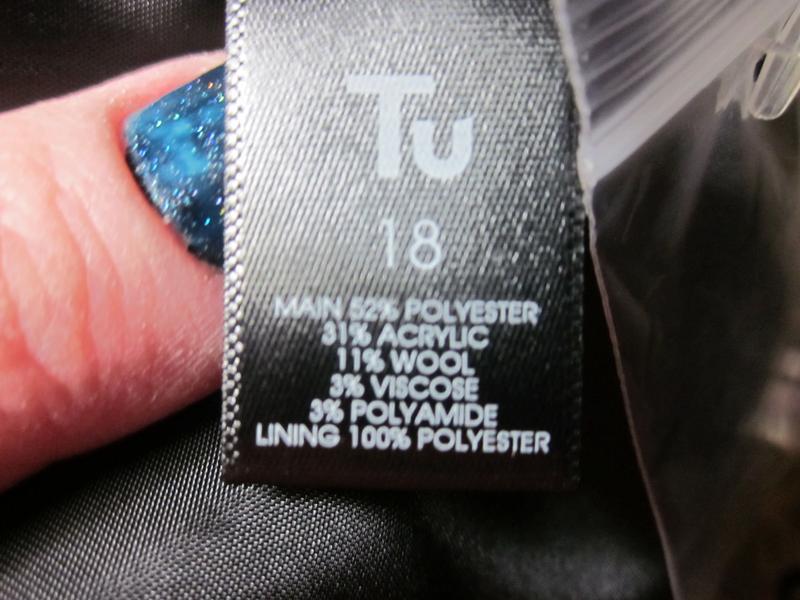 Tu
18
MAIN 52% POLYESTER
31% ACRYLIC
11% WOOL
3% VISCOSE
3% POLYAMIDE
LINING 100% POLYESTER